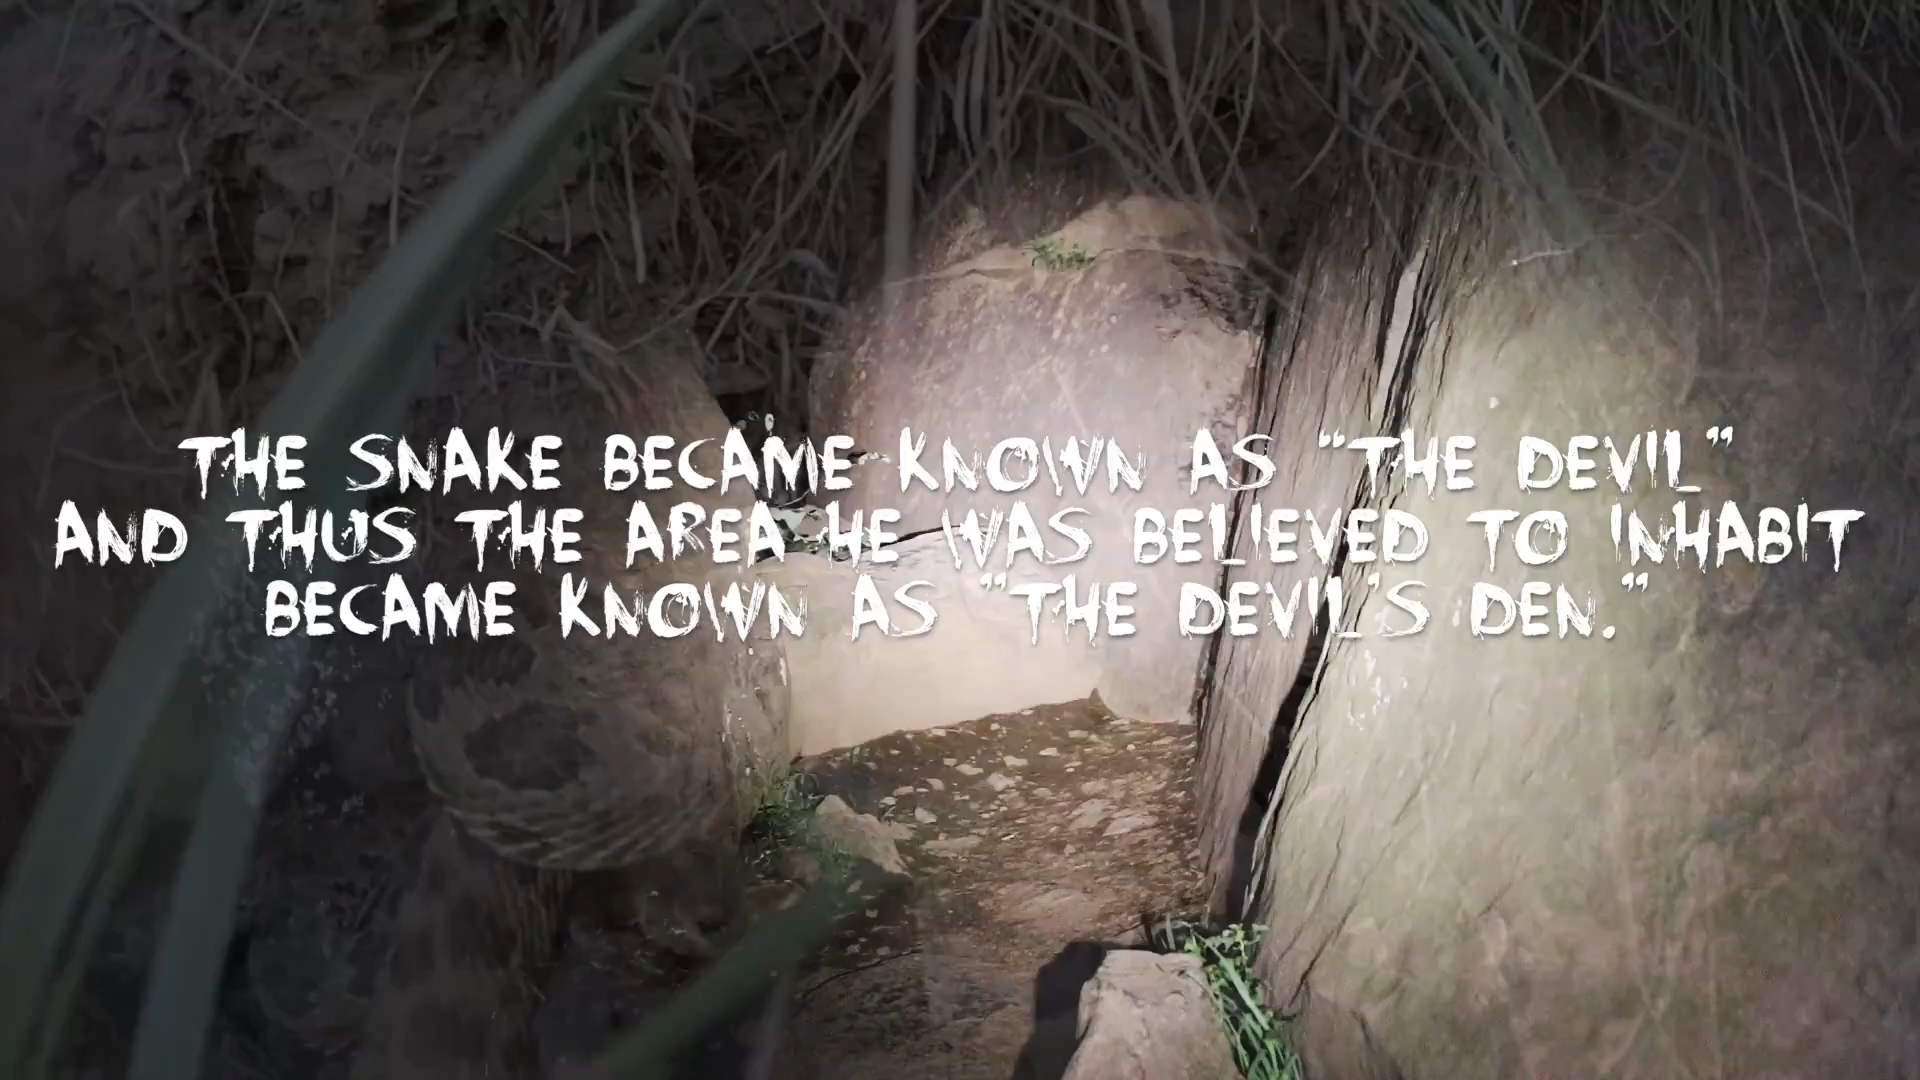 THE SNAKE BECAME KNOWN AS "THE DEVIL"
AND THUS THE AREA HE WAS BELIEVED TO INHABIT
BECAME KNOWN AS "THE DEVIL'S DEN."